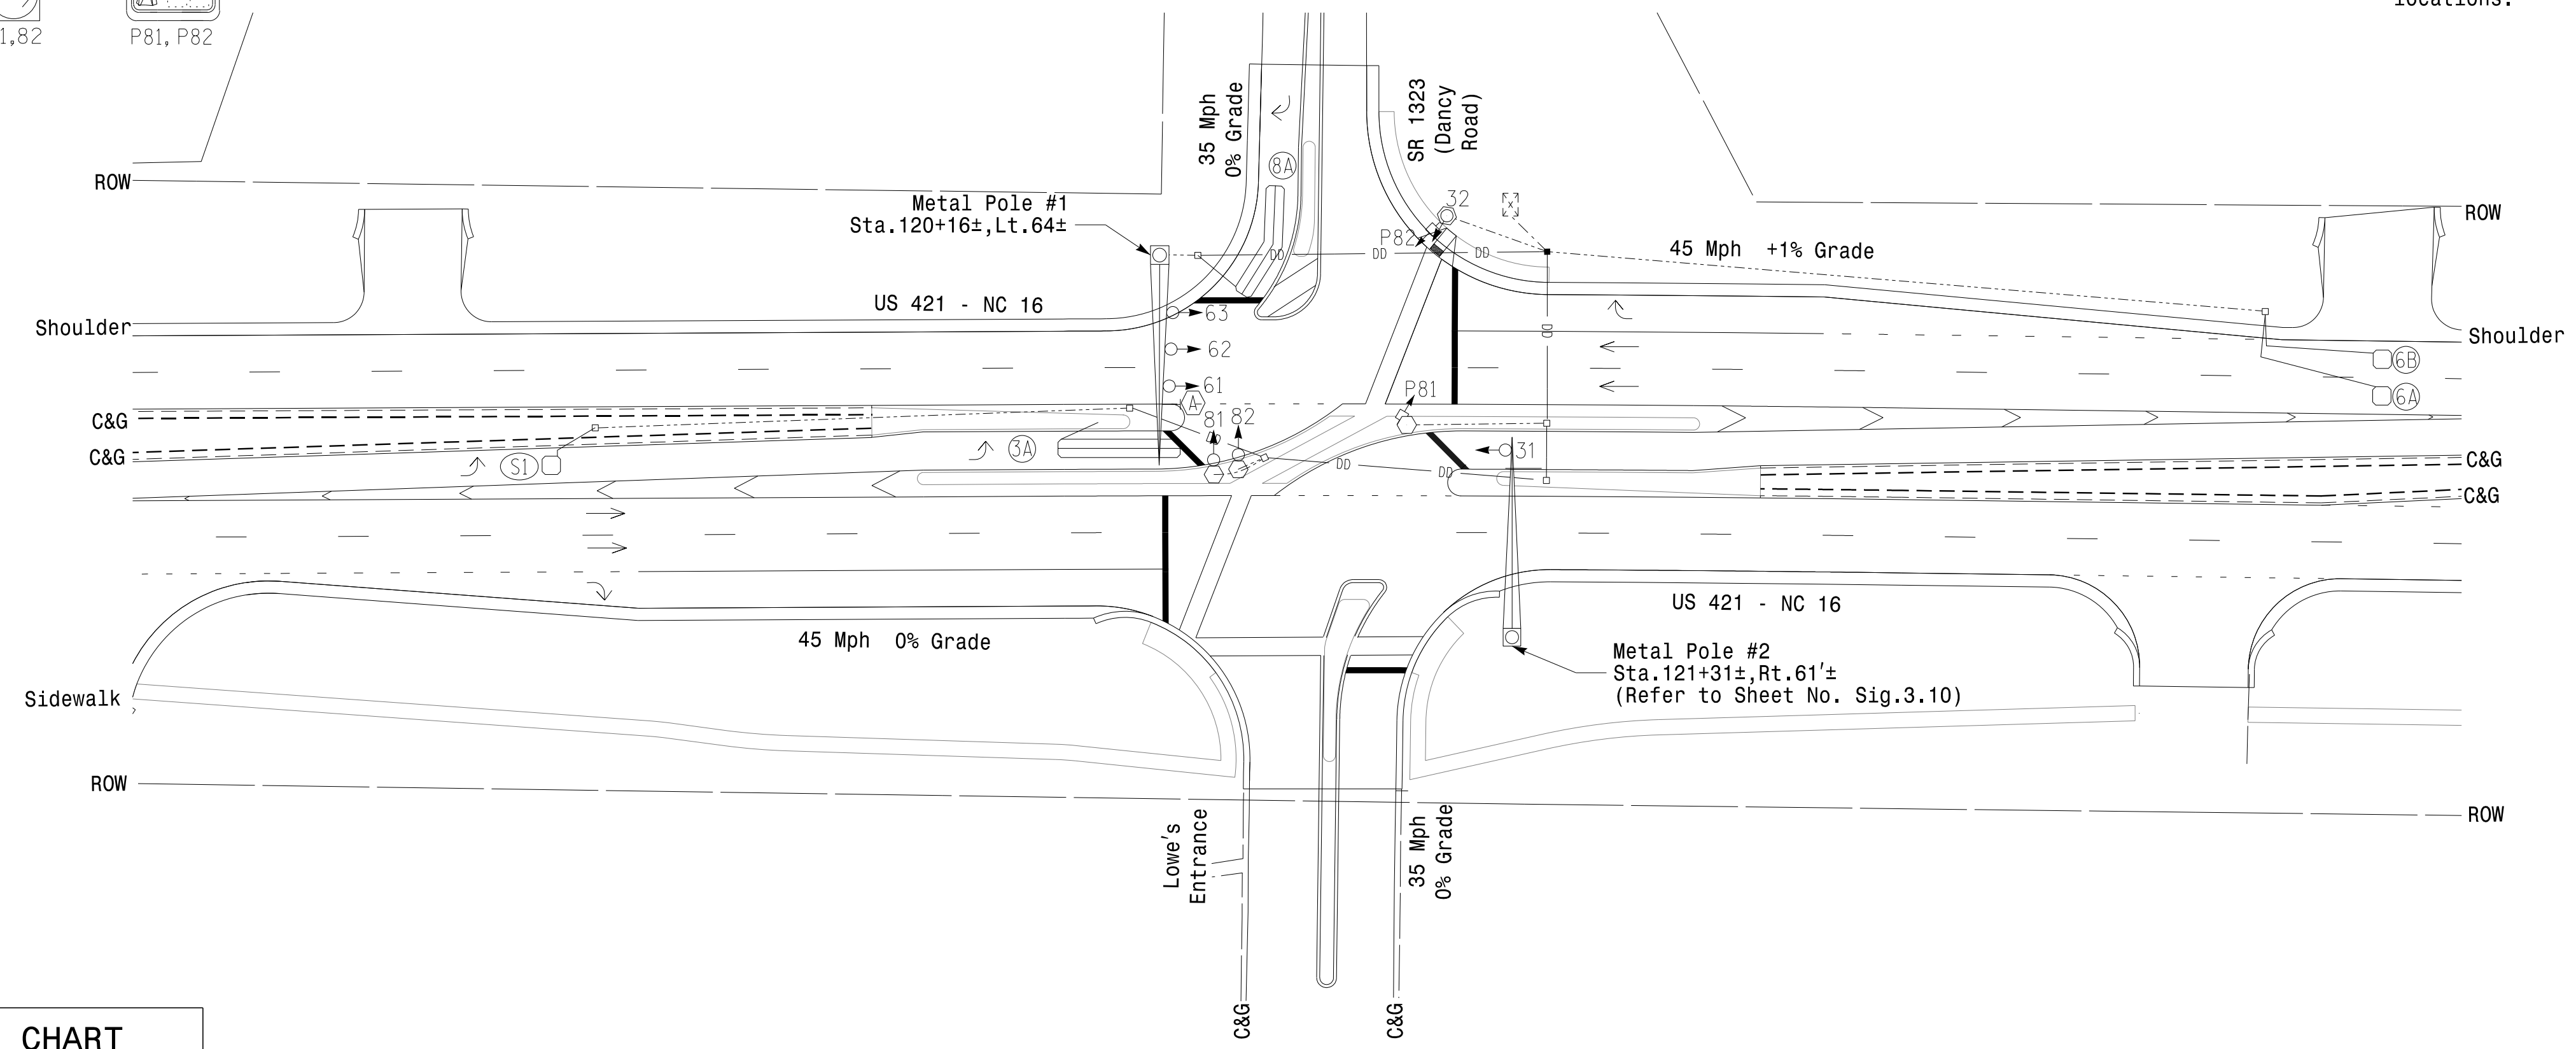 locations.
1,82
P81, P82
35 Mph
0% Grade
SR 1323
(Dancy
Road)
8A
ROW
Metal Pole #1
Sta.120+16±,Lt.64±
32
X
P82
DD
DD
DD
45 Mph +1% Grade
ROW
US 421 - NC 16
63
Shoulder
Shoulder
62
6B
61
P81
6A
A
81
82
C&G
C&G
S1
3A
31
DD
DD
C&G
C&G
US 421 - NC 16
45 Mph 0% Grade
Metal Pole #2
Sta.121+31±,Rt.61'±
(Refer to Sheet No. Sig.3.10)
Sidewalk
ROW
ROW
Lowe's
Entrance
35 Mph
0% Grade
C&G
C&G
CHART